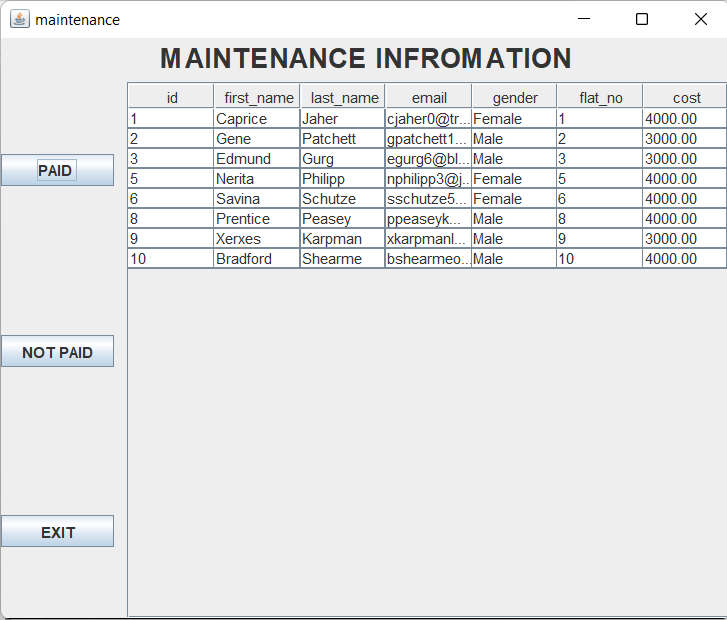 maintenance
MAINTENANCE INFROMATION
id first_name last_name email gender flat_no cost
1 Caprice Jaher cjaher0@tr... Female 1 4000.00
2 Gene Patchett gpatchett1... Male 2 3000.00
3 Edmund Gurg egurg6@bl... Male 3 3000.00
5 Nerita Philipp nphilipp3@j... Female 5 4000.00
6 Savina Schutze sschutze5... Female 6 4000.00
8 Prentice Peasey ppeaseyk... Male 8 4000.00
9 Xerxes Karpman xkarpmanl... Male 9 3000.00
10 Bradford Shearme bshearmeo... Male 10 4000.00
PAID
NOT PAID
EXIT